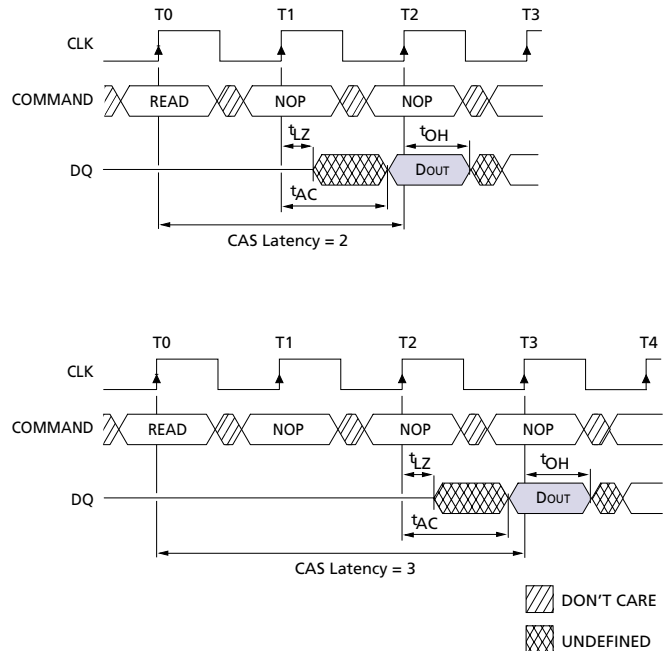 T0 T1 T2 T3
CLK
COMMAND READ NOP NOP
tLZ tOH
DQ DOUT
tAC
CAS Latency = 2
T0 T1 T2 T3 T4
CLK
COMMAND READ NOP NOP NOP
tLZ tOH
DQ DOUT
tAC
CAS Latency = 3
DON'T CARE
UNDEFINED